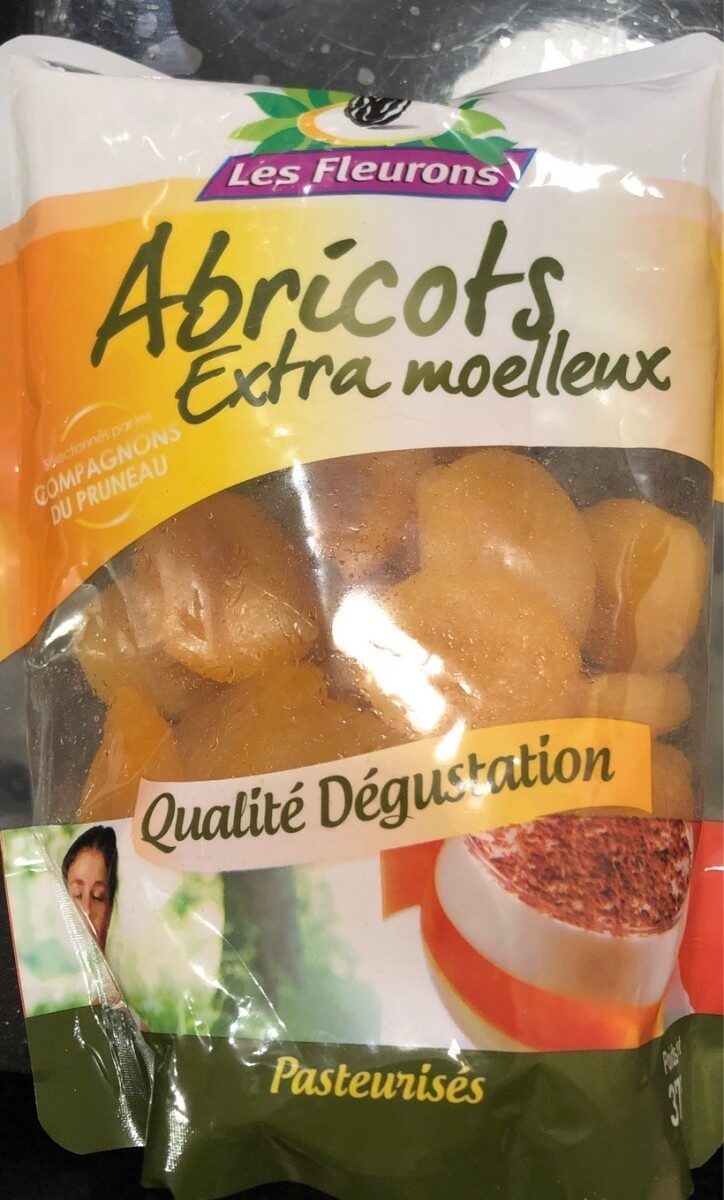 Les Fleurons
Abricots
Extra moelleux
Sélectionnés par les
COMPAGNONS
DU PRUNEAU
Qualité Dégustation
Pasteurisés